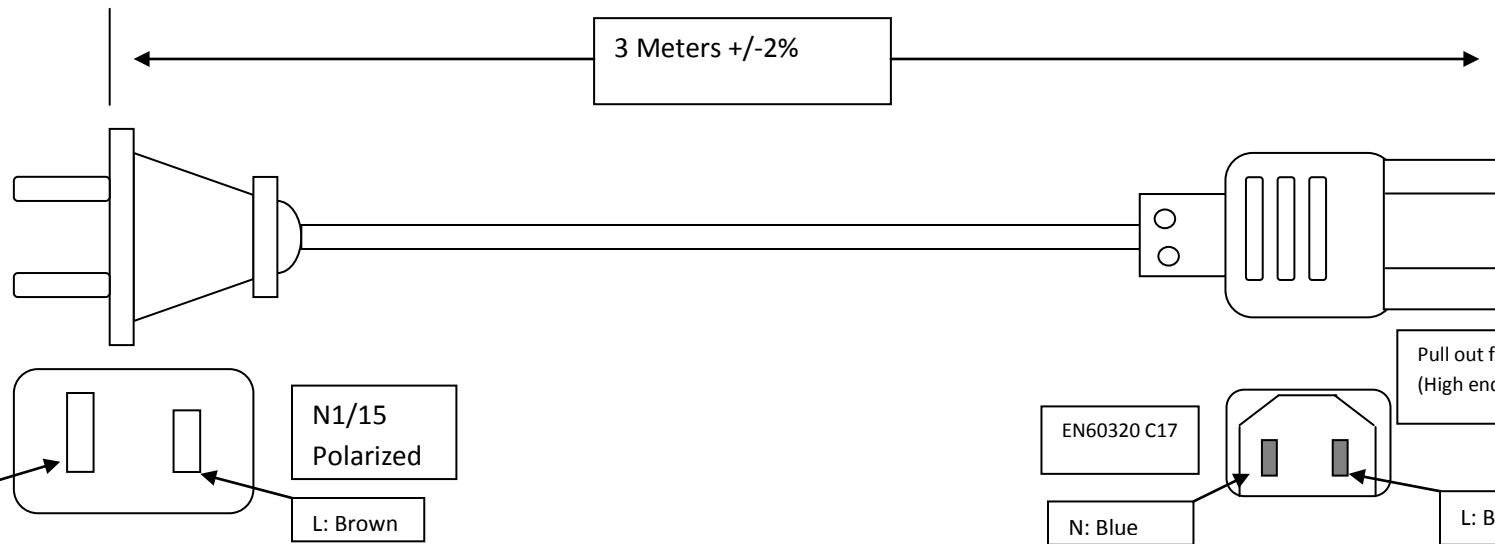 3 Meters +/-2%
Pull out f
(High end
N1/15
Polarized
EN60320 C17
L: Brown
N: Blue
L: B